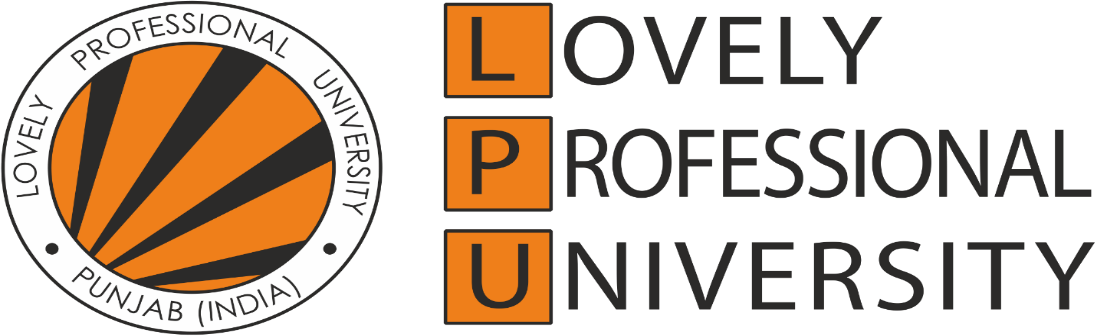 LOVELY PROFESSIONAL UNIVERSITY
• PUNJAB (INDIA) •
LOVELY
PROFESSIONAL
UNIVERSITY